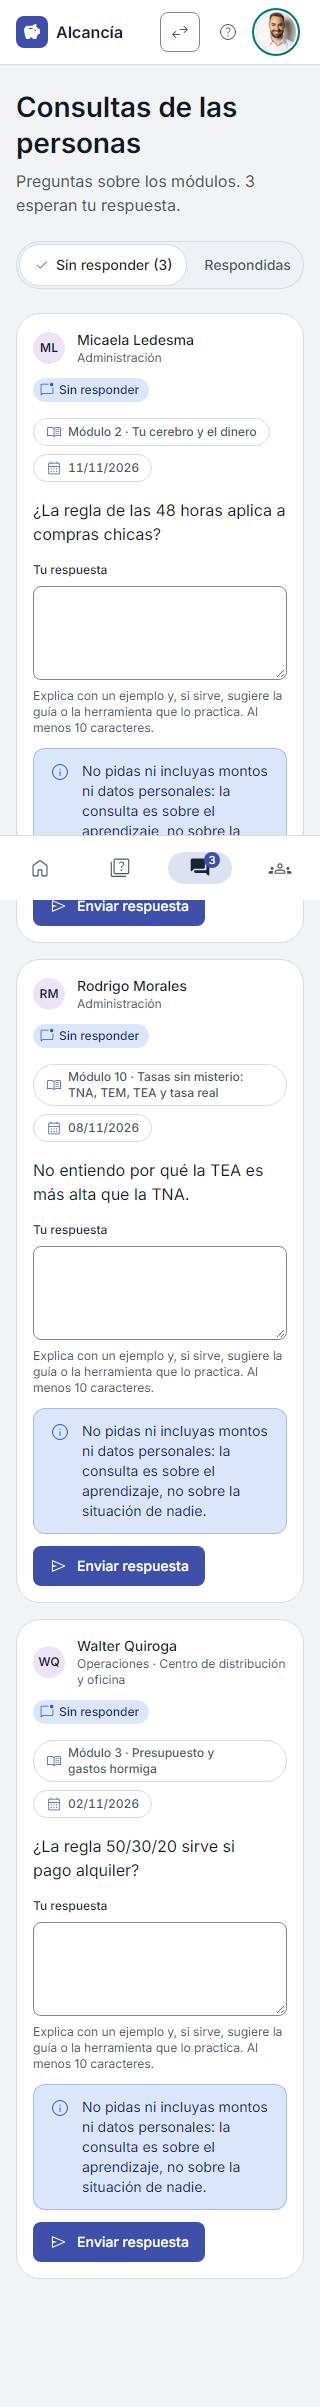 Alcancía
Consultas de las
personas
Preguntas sobre los módulos. 3
esperan tu respuesta.
Sin responder (3)
Respondidas
ML
Micaela Ledesma
Administración
Sin responder
Módulo 2 · Tu cerebro y el dinero
11/11/2026
¿La regla de las 48 horas aplica a
compras chicas?
Tu respuesta
Explica con un ejemplo y, si sirve, sugiere la
guía o la herramienta que lo practica. Al
menos 10 caracteres.
No pidas ni incluyas montos
ni datos personales: la
consulta es sobre el
aprendizaje, no sobre la
3
Enviar respuesta
RM
Rodrigo Morales
Administración
Sin responder
Módulo 10 · Tasas sin misterio:
TNA, TEM, TEA y tasa real
08/11/2026
No entiendo por qué la TEA es
más alta que la TNA.
Tu respuesta
Explica con un ejemplo y, si sirve, sugiere la
guía o la herramienta que lo practica. Al
menos 10 caracteres.
No pidas ni incluyas montos
ni datos personales: la
consulta es sobre el
aprendizaje, no sobre la
situación de nadie.
Enviar respuesta
WQ
Walter Quiroga
Operaciones · Centro de distribución
y oficina
Sin responder
Módulo 3 · Presupuesto y
gastos hormiga
02/11/2026
¿La regla 50/30/20 sirve si
pago alquiler?
Tu respuesta
Explica con un ejemplo y, si sirve, sugiere la
guía o la herramienta que lo practica. Al
menos 10 caracteres.
No pidas ni incluyas montos
ni datos personales: la
consulta es sobre el
aprendizaje, no sobre la
situación de nadie.
Enviar respuesta